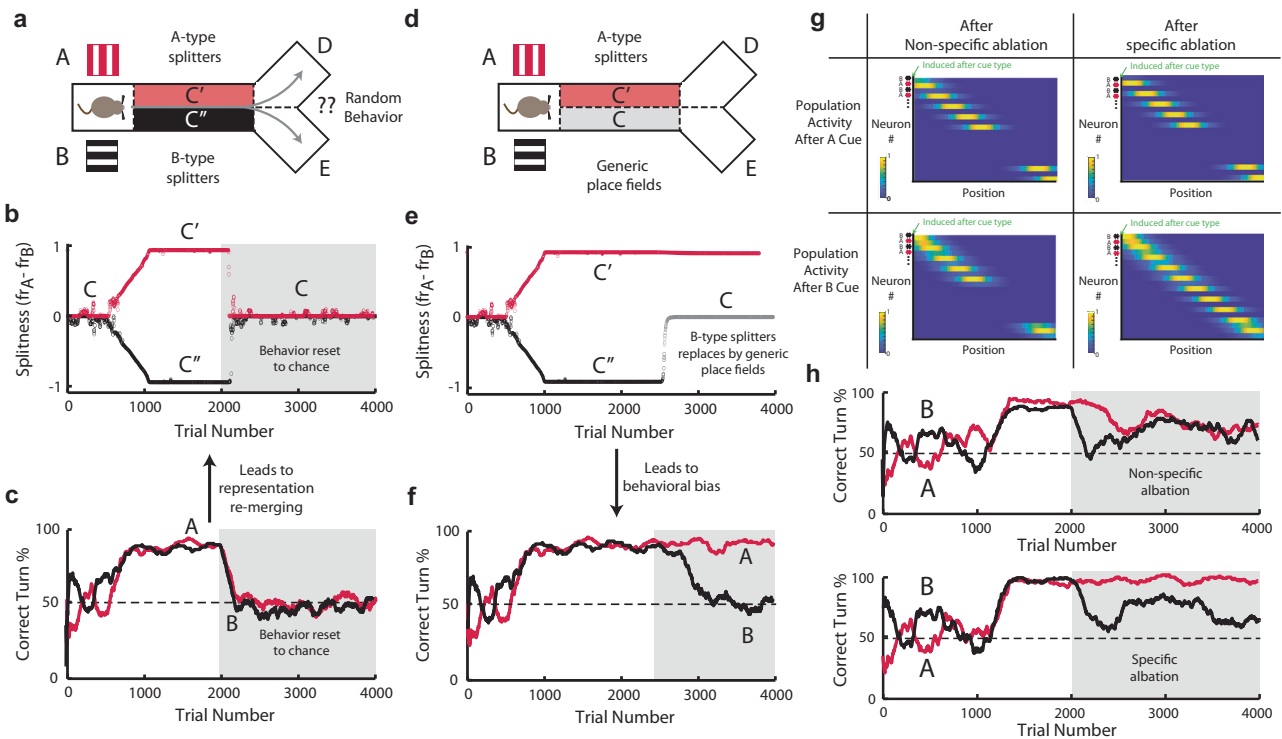 a
A
A-type
splitters
D
C′
C″
??
Random
Behavior
B
B-type
splitters
E
b
Splitness (frA- frB)
1
0
-1
C
C′
C″
C
Behavior reset
to chance
0
1000
2000
3000
4000
Trial Number
Leads to
representation
re-merging
c
Correct Turn %
100
50
0
A
B
Behavior reset
to chance
0
1000
2000
3000
4000
Trial Number
d
A
A-type
splitters
D
C′
C
B
Generic
place fields
E
e
Splitness (frA- frB)
1
0
-1
C′
C″
C
B-type splitters
replaces by generic
place fields
0
1000
2000
3000
4000
Trial Number
Leads to
behavioral bias
f
Correct Turn %
100
50
0
A
B
0
1000
2000
3000
4000
Trial Number
g
After
Non-specific ablation
After
specific ablation
Population
Activity
After A Cue
Induced after cue type
B
A
B
A
Neuron
#
1
0
Position
Induced after cue type
B
A
B
A
Neuron
#
1
0
Position
Population
Activity
After B Cue
Induced after cue type
B
A
B
A
Neuron
#
1
0
Position
Induced after cue type
B
A
B
A
Neuron
#
1
0
Position
h
Correct Turn %
100
50
0
B
A
Non-specific
albation
0
1000
2000
3000
4000
Trial Number
Correct Turn %
100
50
0
B
A
Specific
albation
0
1000
2000
3000
4000
Trial Number